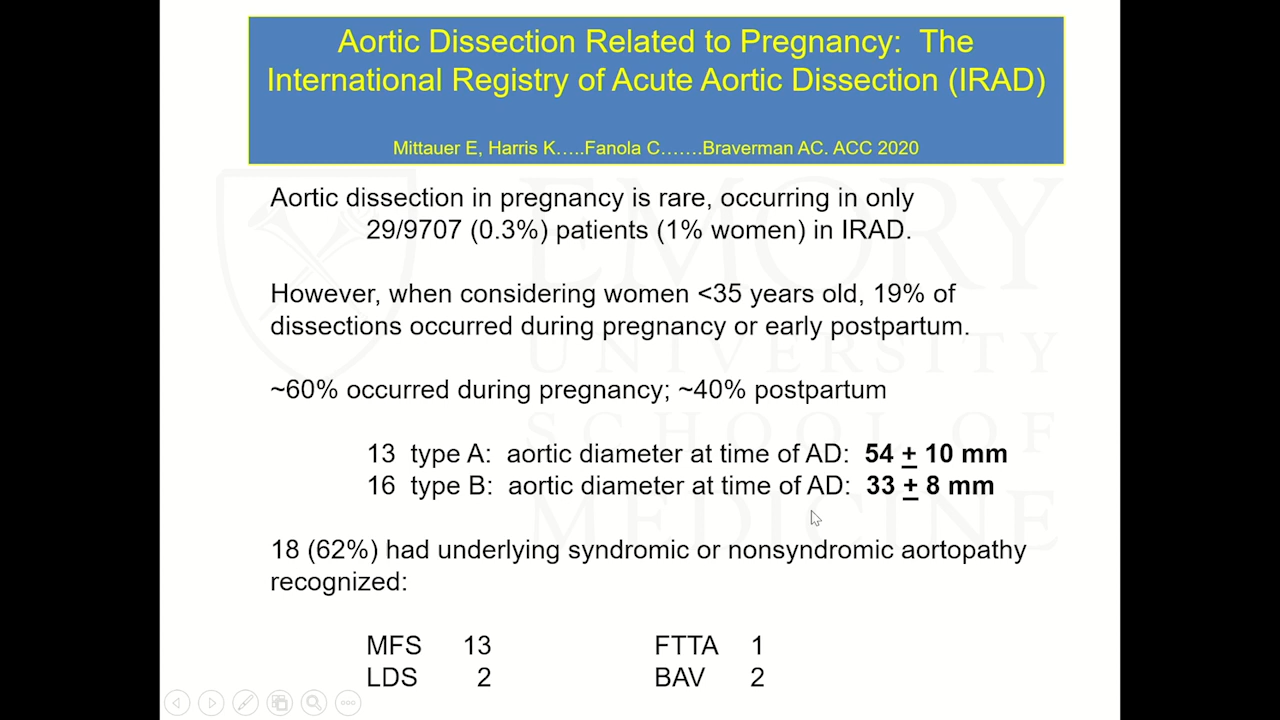 Aortic Dissection Related to Pregnancy: The
International Registry of Acute Aortic Dissection (IRAD)
Mittauer E, Harris K…..Fanola C…….Braverman AC. ACC 2020
Aortic dissection in pregnancy is rare, occurring in only
29/9707 (0.3%) patients (1% women) in IRAD.
However, when considering women <35 years old, 19% of
dissections occurred during pregnancy or early postpartum.
~60% occurred during pregnancy; ~40% postpartum
13 type A: aortic diameter at time of AD: 54 ± 10 mm
16 type B: aortic diameter at time of AD: 33 ± 8 mm
18 (62%) had underlying syndromic or nonsyndromic aortopathy
recognized:
MFS 13 FTTA 1
LDS 2 BAV 2
EMORY
UNIVERSITY
SCHOOL OF
MEDICINE